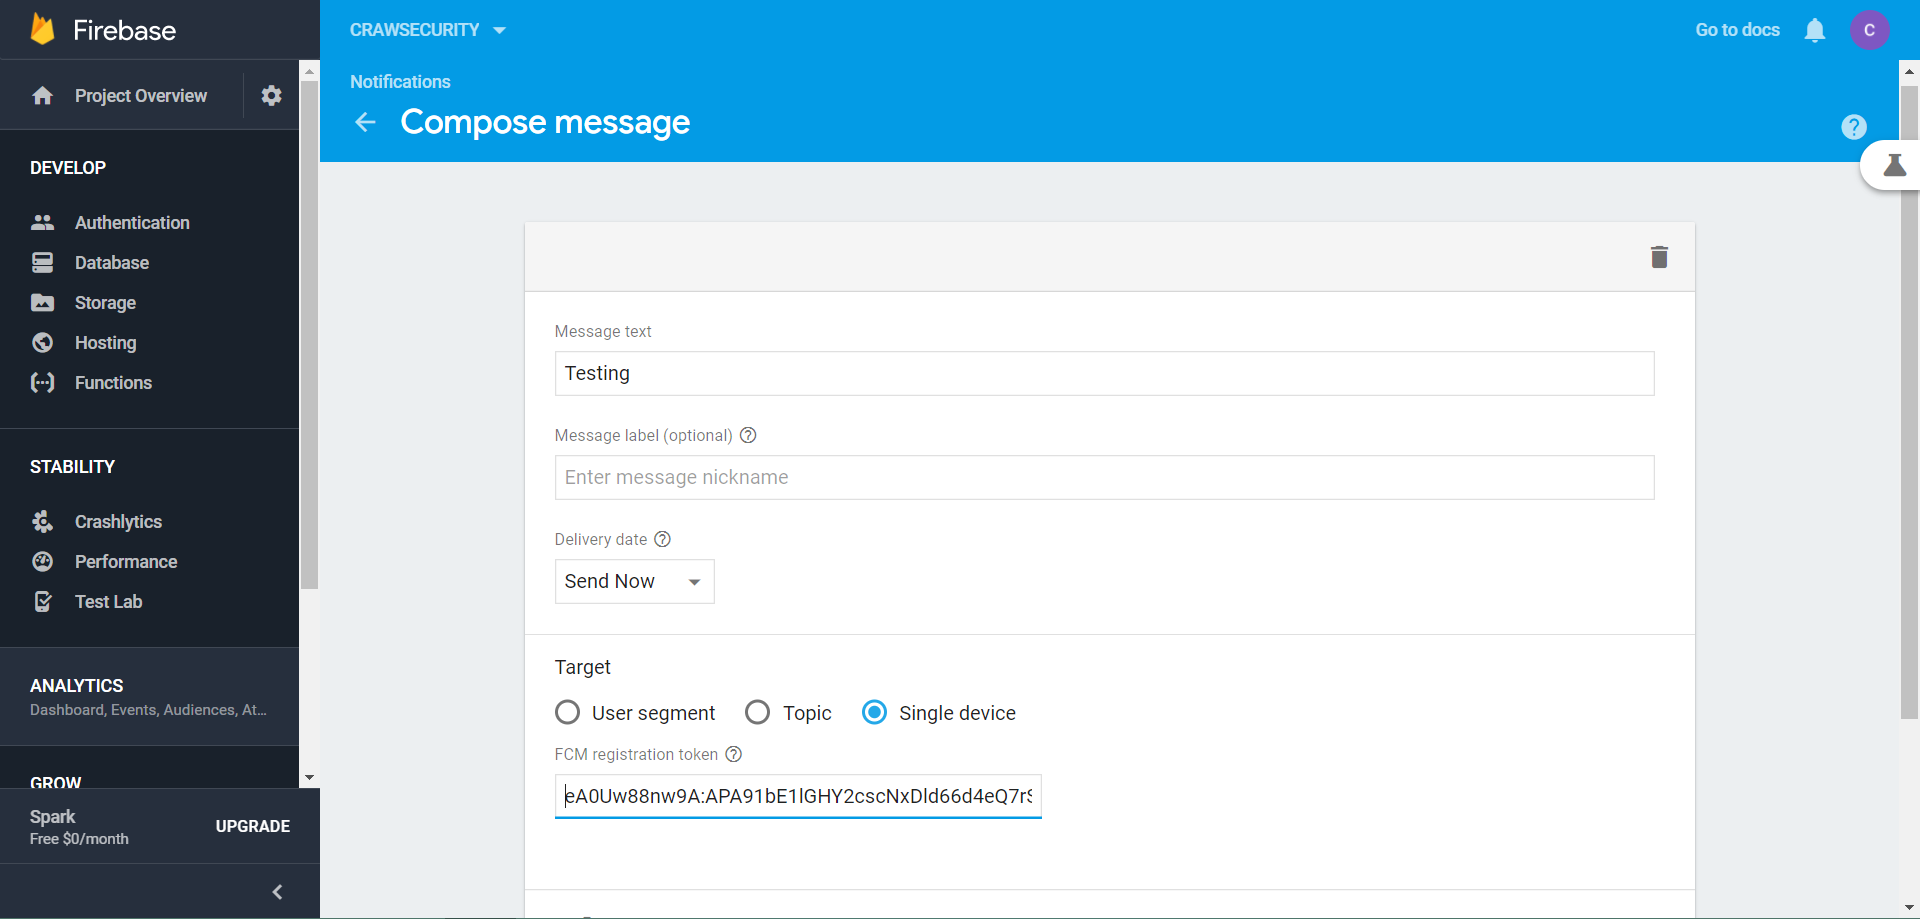 Firebase
CRAWSECURITY
Go to docs
C
Project Overview
Notifications
Compose message
DEVELOP
Authentication
Database
Storage
Hosting
Functions
STABILITY
Crashlytics
Performance
Test Lab
ANALYTICS
Dashboard, Events, Audiences, At...
GROW
Spark
Free $0/month
UPGRADE
Message text
Testing
Message label (optional)
Enter message nickname
Delivery date
Send Now
Target
User segment
Topic
Single device
FCM registration token
eA0Uw88nw9A:APA91bE1lGHY2cscNxDld66d4eQ7rS